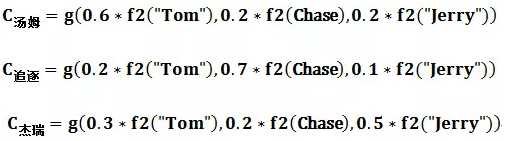 C汤姆 = g(0.6 * f2("Tom"),0.2 * f2(Chase),0.2 * f2("Jerry"))
C追逐 = g(0.2 * f2("Tom"),0.7 * f2(Chase),0.1 * f2("Jerry"))
C杰瑞 = g(0.3 * f2("Tom"),0.2 * f2(Chase),0.5 * f2("Jerry"))